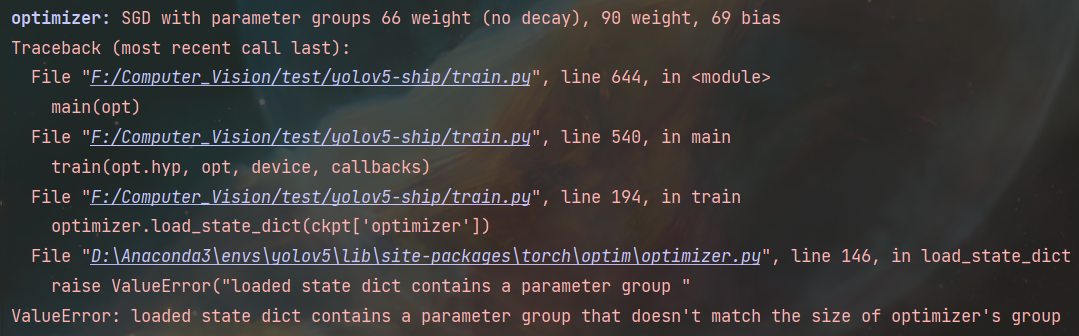 optimizer: SGD with parameter groups 66 weight (no decay), 90 weight, 69 bias
Traceback (most recent call last):
  File "F:/Computer_Vision/test/yolov5-ship/train.py", line 644, in <module>
    main(opt)
  File "F:/Computer_Vision/test/yolov5-ship/train.py", line 540, in main
    train(opt.hyp, opt, device, callbacks)
  File "F:/Computer_Vision/test/yolov5-ship/train.py", line 194, in train
    optimizer.load_state_dict(ckpt['optimizer'])
  File "D:\Anaconda3\envs\yolov5\lib\site-packages\torch\optim\optimizer.py", line 146, in load_state_dict
    raise ValueError("loaded state dict contains a parameter group "
ValueError: loaded state dict contains a parameter group that doesn't match the size of optimizer's group